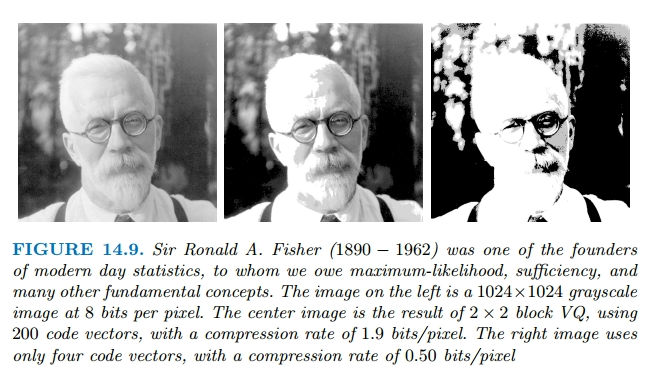 FIGURE 14.9. Sir Ronald A. Fisher (1890 − 1962) was one of the founders
of modern day statistics, to whom we owe maximum-likelihood, sufficiency, and
many other fundamental concepts. The image on the left is a 1024×1024 grayscale
image at 8 bits per pixel. The center image is the result of 2 × 2 block VQ, using
200 code vectors, with a compression rate of 1.9 bits/pixel. The right image uses
only four code vectors, with a compression rate of 0.50 bits/pixel